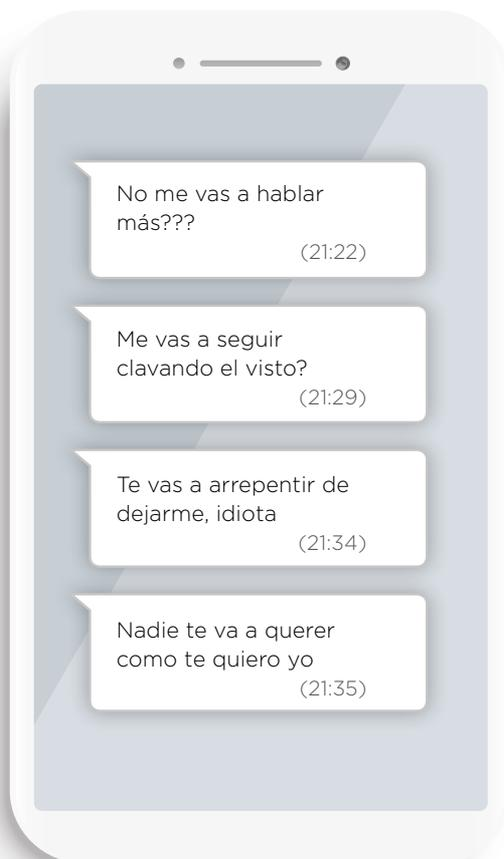 No me vas a hablar
más???
(21:22)
Me vas a seguir
clavando el visto?
(21:29)
Te vas a arrepentir de
dejarme, idiota
(21:34)
Nadie te va a querer
como te quiero yo
(21:35)